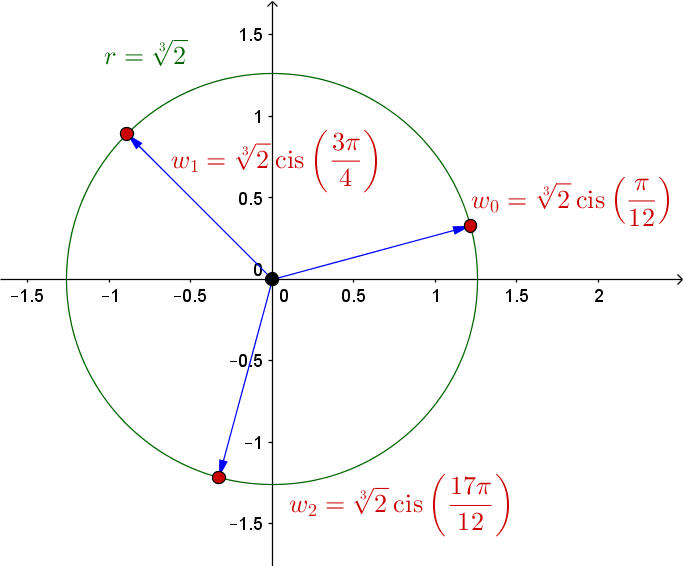 1.5
r = ∛2
1
w₁ = ∛2 cis (3π/4)
0.5
w₀ = ∛2 cis (π/12)
0
−1.5 −1 −0.5 0 0.5 1 1.5 2
−0.5
−1
w₂ = ∛2 cis (17π/12)
−1.5